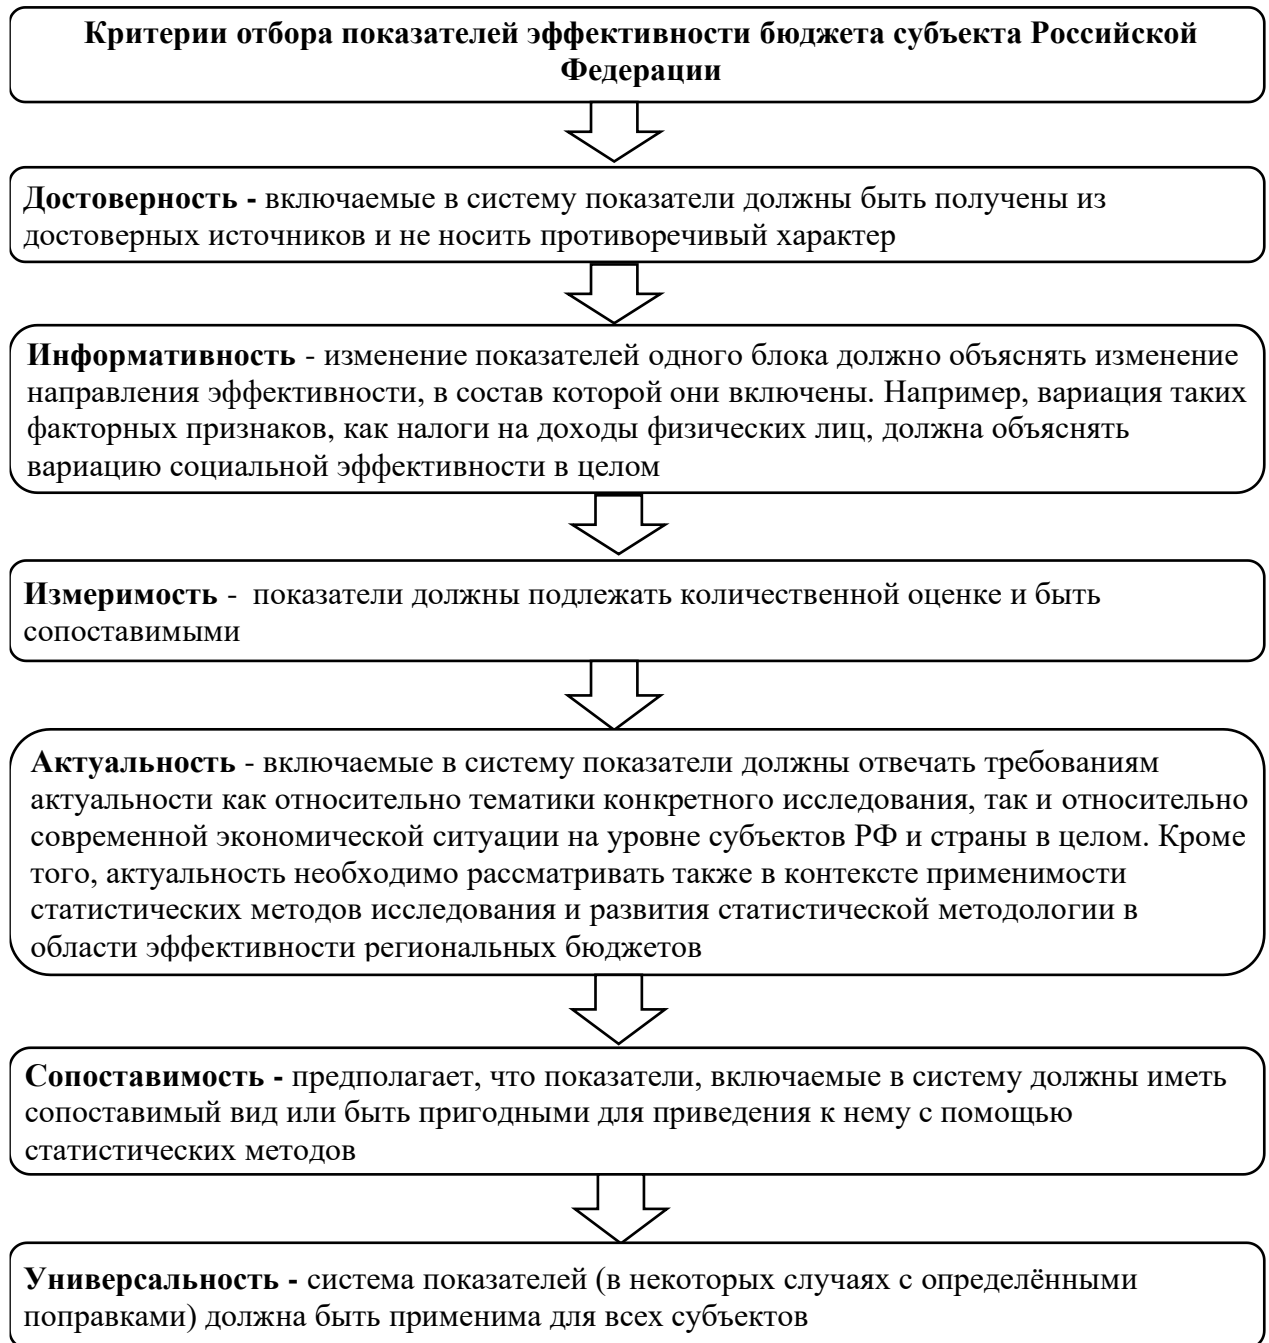 Критерии отбора показателей эффективности бюджета субъекта Российской
Федерации
Достоверность - включаемые в систему показатели должны быть получены из
достоверных источников и не носить противоречивый характер
Информативность - изменение показателей одного блока должно объяснять изменение
направления эффективности, в состав которой они включены. Например, вариация таких
факторных признаков, как налоги на доходы физических лиц, должна объяснять
вариацию социальной эффективности в целом
Измеримость - показатели должны подлежать количественной оценке и быть
сопоставимыми
Актуальность - включаемые в систему показатели должны отвечать требованиям
актуальности как относительно тематики конкретного исследования, так и относительно
современной экономической ситуации на уровне субъектов РФ и страны в целом. Кроме
того, актуальность необходимо рассматривать также в контексте применимости
статистических методов исследования и развития статистической методологии в
области эффективности региональных бюджетов
Сопоставимость - предполагает, что показатели, включаемые в систему должны иметь
сопоставимый вид или быть пригодными для приведения к нему с помощью
статистических методов
Универсальность - система показателей (в некоторых случаях с определёнными
поправками) должна быть применима для всех субъектов